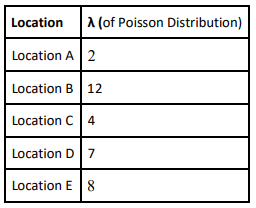 Location λ (of Poisson Distribution)
Location A 2
Location B 12
Location C 4
Location D 7
Location E 8